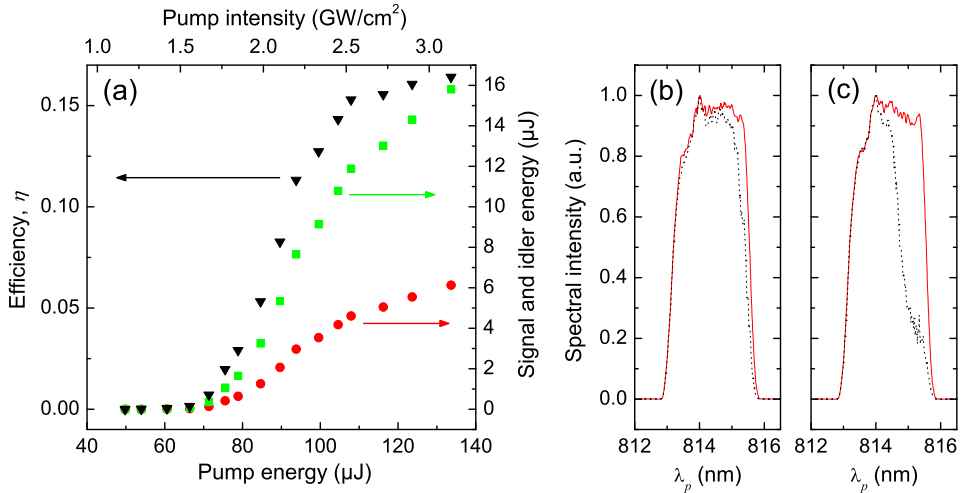 Pump intensity (GW/cm²)
1.0 1.5 2.0 2.5 3.0
(a)
Efficiency, η
0.15
0.10
0.05
0.00
16
14
12
10
8
6
4
2
0
Signal and idler energy (µJ)
40 60 80 100 120 140
Pump energy (µJ)
Spectral intensity (a.u.)
(b) (c)
1.0
0.8
0.6
0.4
0.2
0.0
812 814 816 812 814 816
λp (nm) λp (nm)